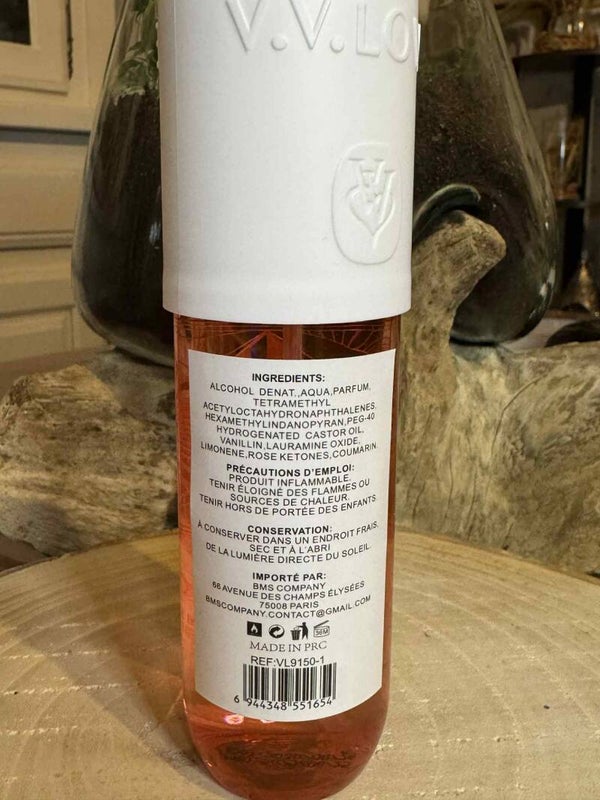 V.V.LOV
INGREDIENTS:
ALCOHOL DENAT.,AQUA,PARFUM,
TETRAMETHYL
ACETYLOCTAHYDRONAPHTHALENES,
HEXAMETHYLINDANOPYRAN,PEG-40
HYDROGENATED CASTOR OIL,
VANILLIN,LAURAMINE OXIDE,
LIMONENE,ROSE KETONES,COUMARIN.
PRÉCAUTIONS D'EMPLOI:
PRODUIT INFLAMMABLE,
TENIR ÉLOIGNÉ DES FLAMMES OU
SOURCES DE CHALEUR.
TENIR HORS DE PORTÉE DES ENFANTS.
CONSERVATION:
À CONSERVER DANS UN ENDROIT FRAIS,
SEC ET À L'ABRI
DE LA LUMIÈRE DIRECTE DU SOLEIL.
IMPORTÉ PAR:
BMS COMPANY
66 AVENUE DES CHAMPS ÉLYSÉES
75008 PARIS
BMSCOMPANY.CONTACT@GMAIL.COM
36M
MADE IN PRC
REF:VL9150-1
6 944348 551654